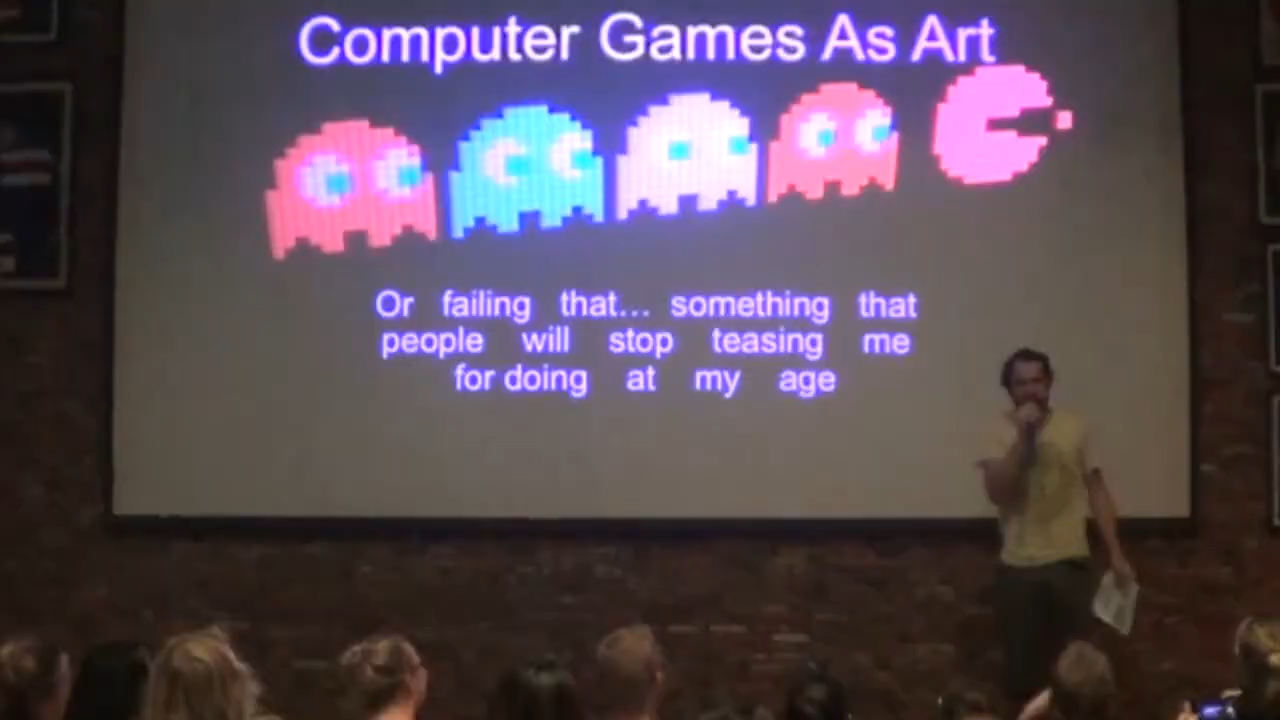 Computer Games As Art
Or failing that... something that
people will stop teasing me
for doing at my age